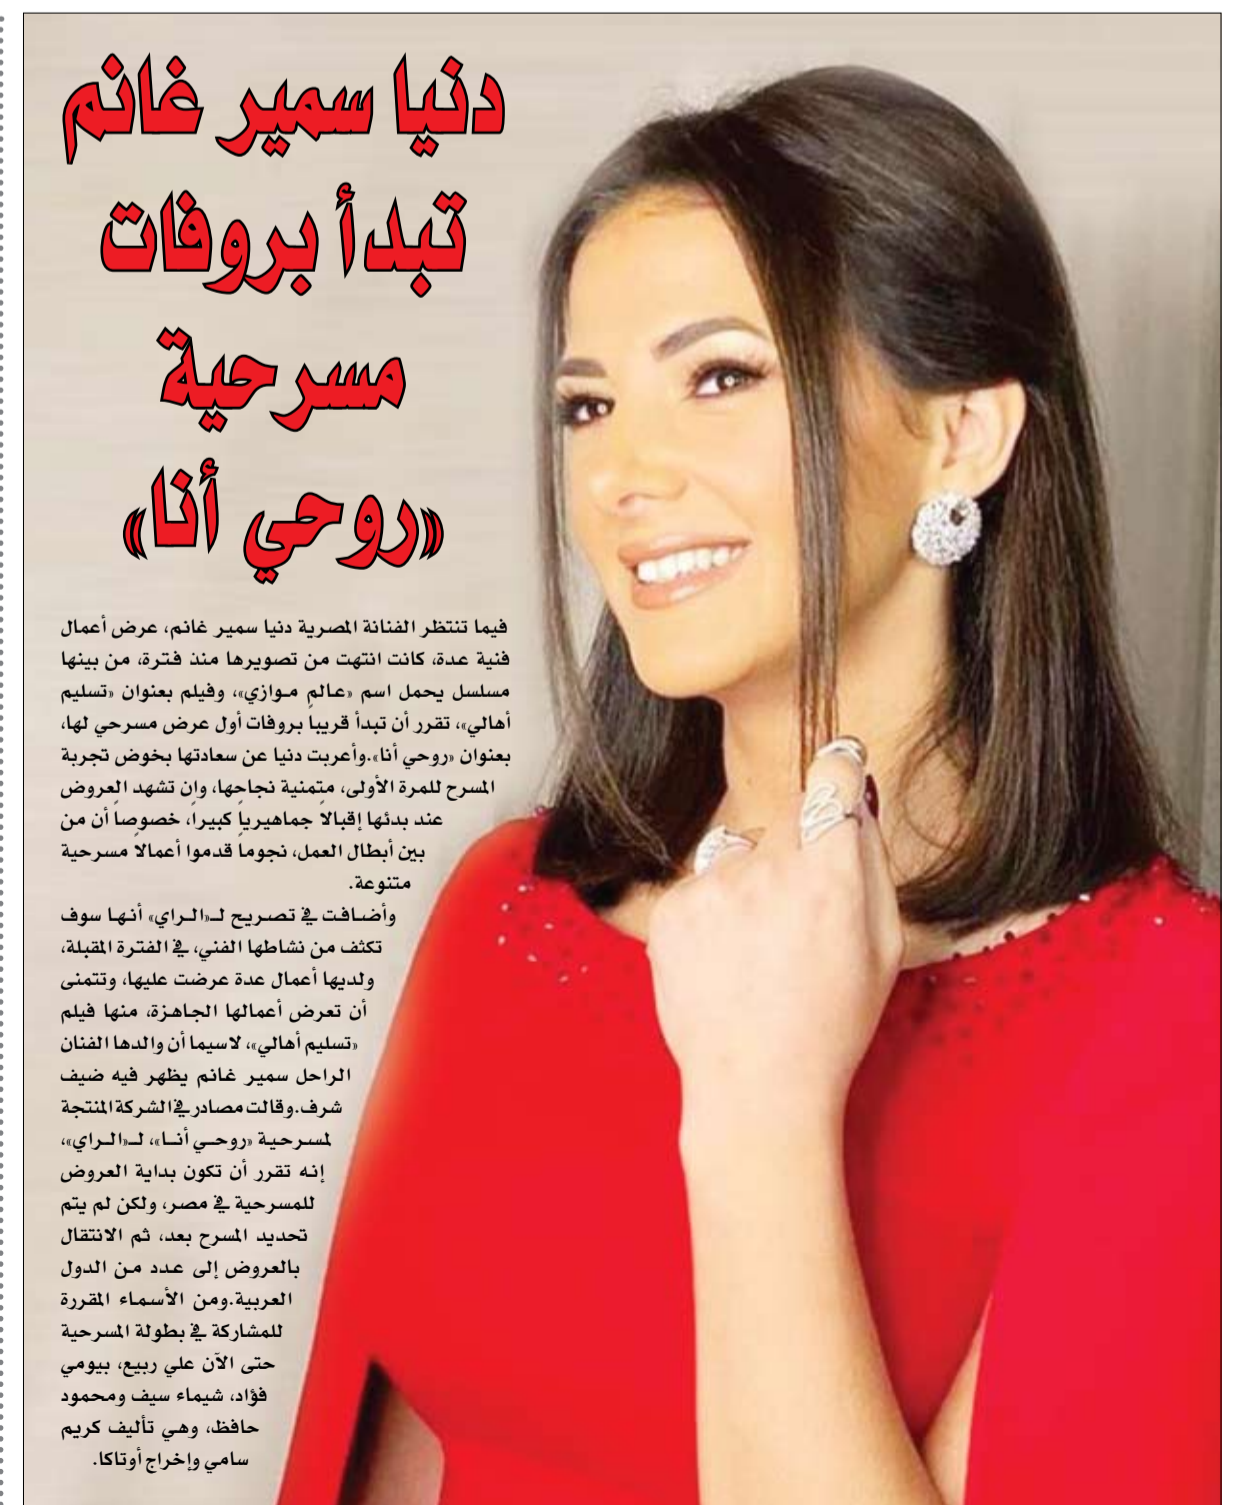 دنيا سمير غانم
تبدأ بروفات
مسرحية
«روحي أنا»
فيما تنتظر الفنانة المصرية دنيا سمير غانم، عرض أعمال
فنية عدة، كانت انتهت من تصويرها منذ فترة، من بينها
مسلسل يحمل اسم «عالم موازي»، وفيلم بعنوان «تسليم
أهالي»، تقرر أن تبدأ قريباً بروفات أول عرض مسرحي لها،
بعنوان «روحي أنا».وأعربت دنيا عن سعادتها بخوض تجربة
المسرح للمرة الأولى، متمنية نجاحها، وان تشهد العروض
عند بدئها إقبالاً جماهيرياً كبيرا، خصوصاً أن من
بين أبطال العمل، نجوماً قدموا أعمالاً مسرحية
متنوعة.
وأضافت في تصريح لـ«الراي» أنها سوف
تكثف من نشاطها الفني، في الفترة المقبلة،
ولديها أعمال عدة عرضت عليها، وتتمنى
أن تعرض أعمالها الجاهزة، منها فيلم
«تسليم أهالي»، لاسيما أن والدها الفنان
الراحل سمير غانم يظهر فيه ضيف
شرف.وقالت مصادر في الشركة المنتجة
لمسرحية «روحي أنا»، لـ«الراي»،
إنه تقرر أن تكون بداية العروض
للمسرحية في مصر، ولكن لم يتم
تحديد المسرح بعد، ثم الانتقال
بالعروض إلى عدد من الدول
العربية.ومن الأسماء المقررة
للمشاركة في بطولة المسرحية
حتى الآن علي ربيع، بيومي
فؤاد، شيماء سيف ومحمود
حافظ، وهي تأليف كريم
سامي وإخراج أوتاكا.